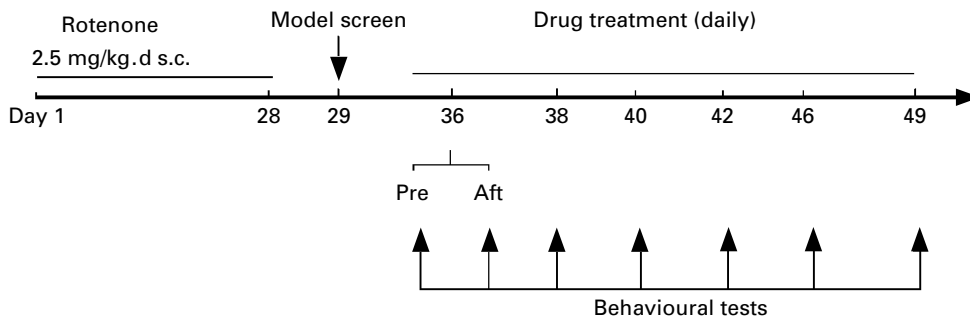 Rotenone
2.5 mg/kg.d s.c.
Model screen
Drug treatment (daily)
Day 1
28
29
36
38
40
42
46
49
Pre
Aft
Behavioural tests